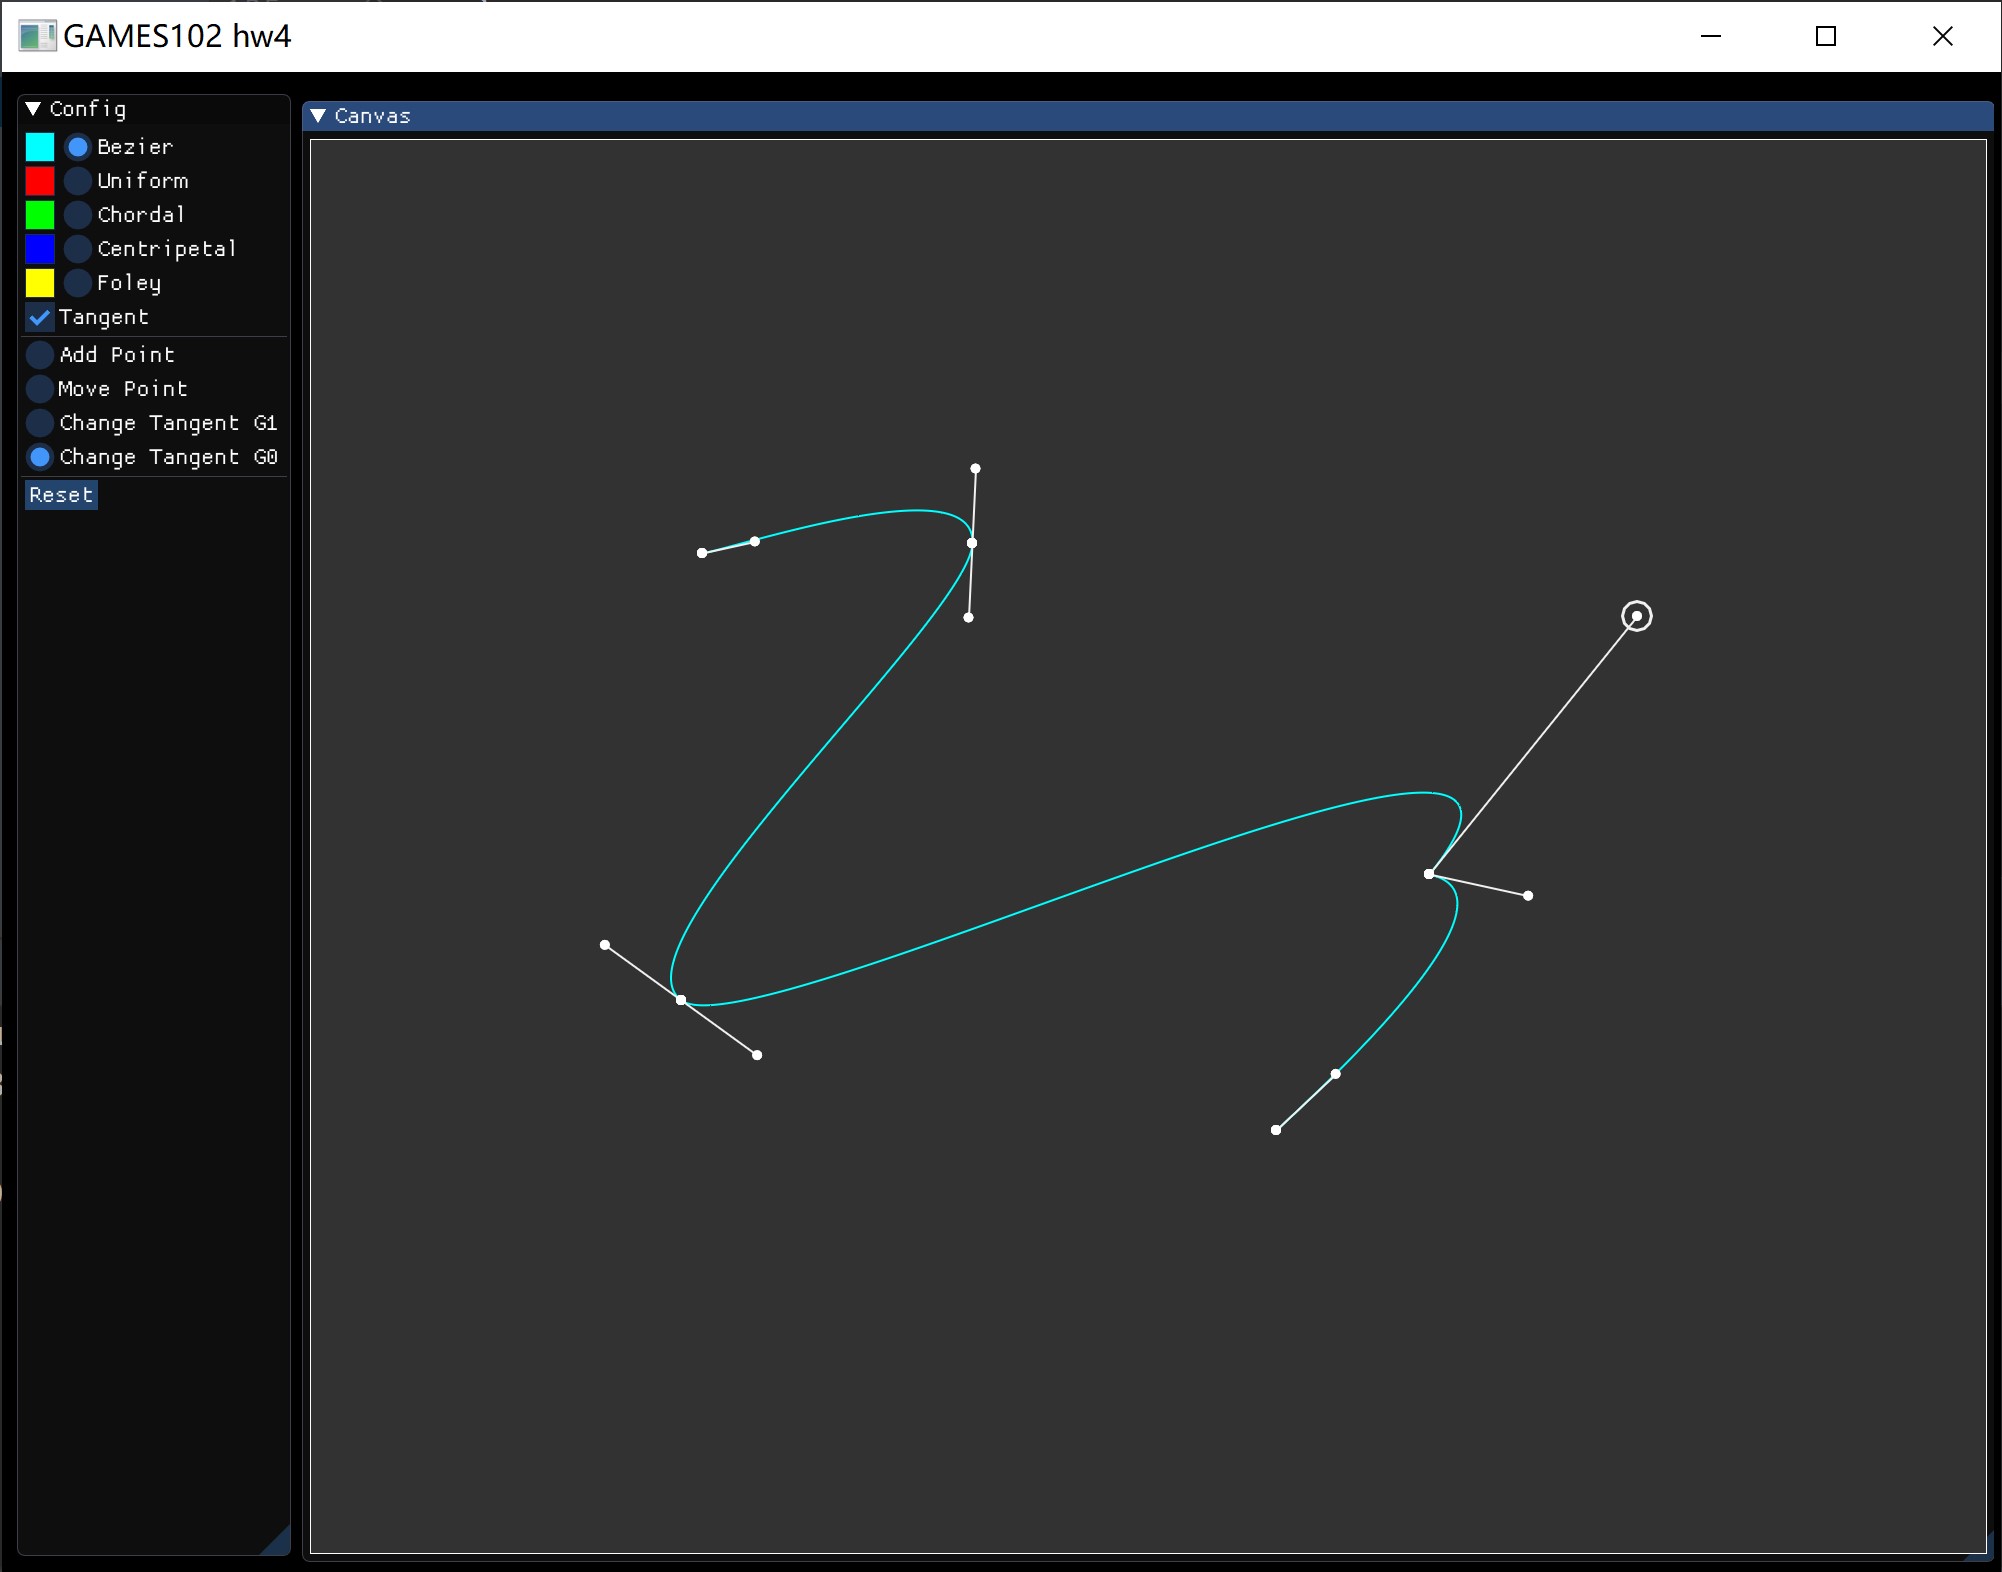 GAMES102 hw4
Config
Bezier
Uniform
Chordal
Centripetal
Foley
Tangent
Add Point
Move Point
Change Tangent G1
Change Tangent G0
Reset
Canvas